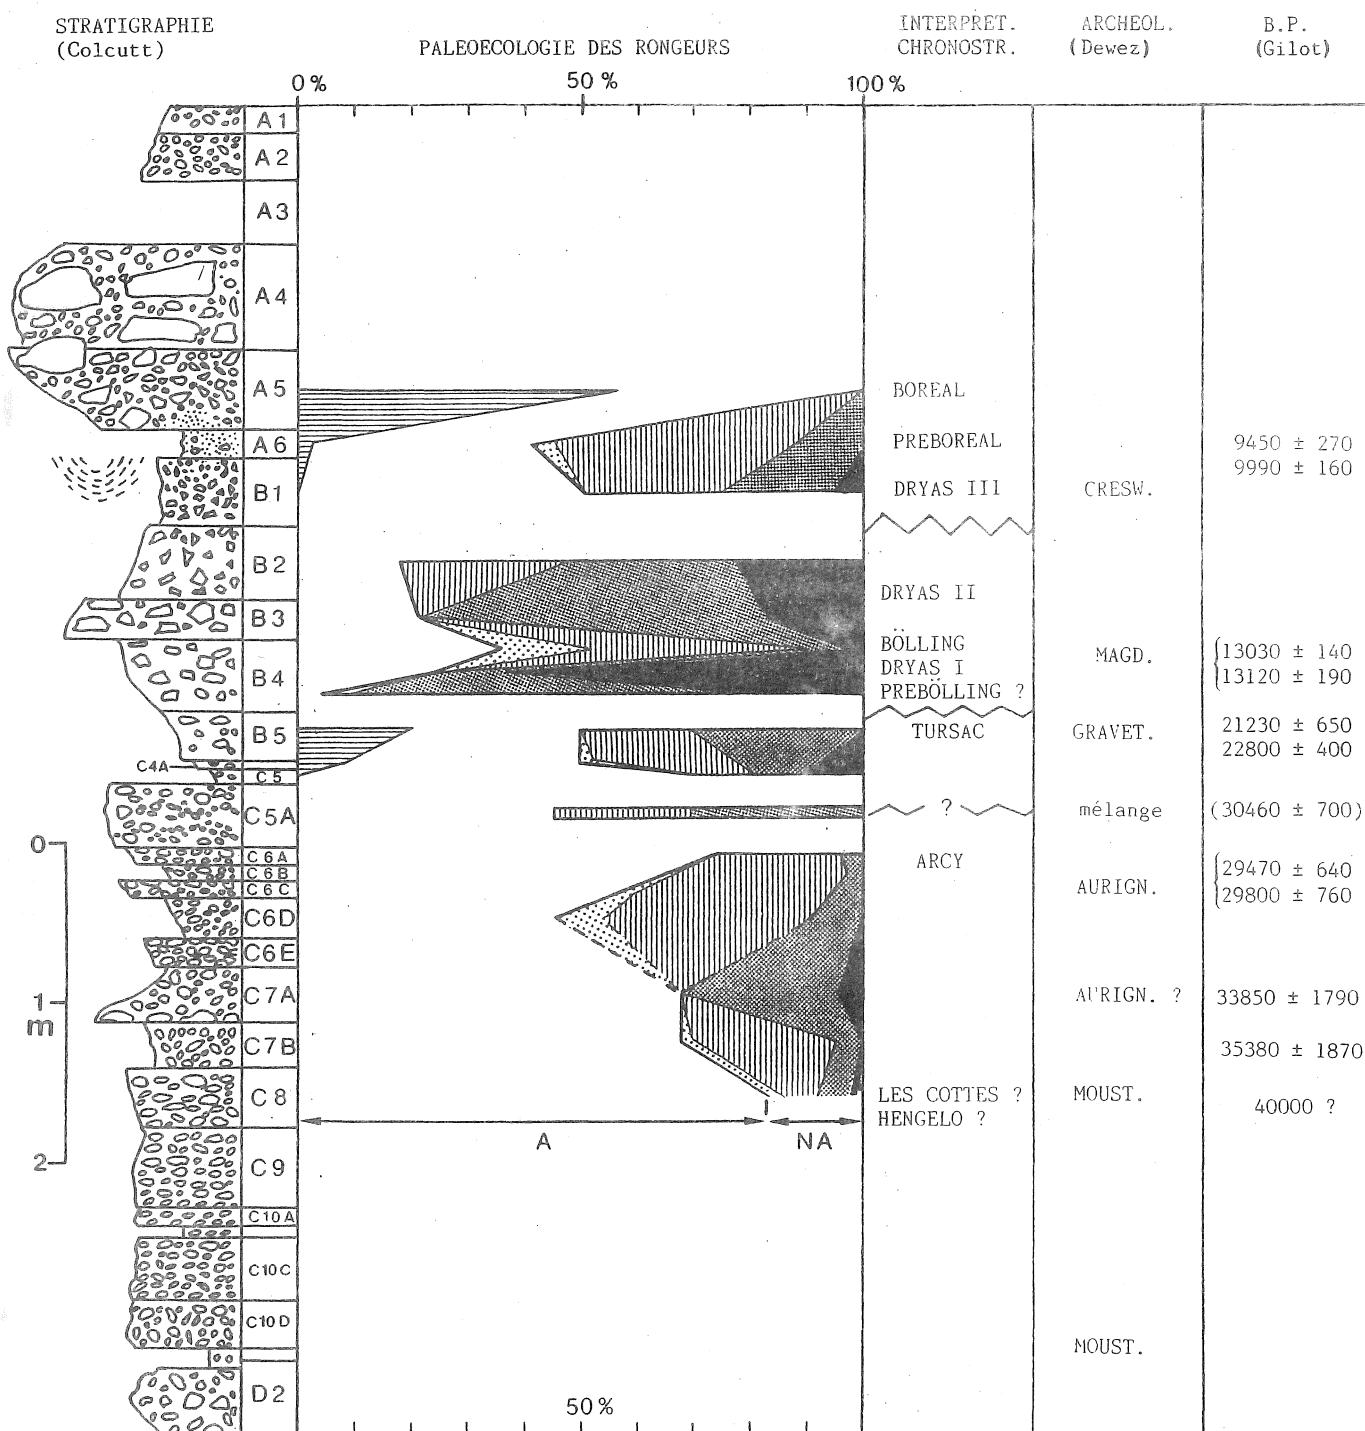 STRATIGRAPHIE
(Colcutt)
PALEOECOLOGIE DES RONGEURS
INTERPRET.
CHRONOSTR.
ARCHEOL.
(Dewez)
B.P.
(Gilot)
0%
50%
100%
A1
A2
A3
A4
A5
BOREAL
A6
PREBOREAL
9450 ± 270
9990 ± 160
B1
DRYAS III
CRESW.
B2
DRYAS II
B3
BÖLLING
MAGD.
13030 ± 140
DRYAS I
13120 ± 190
B4
PREBÖLLING ?
B5
TURSAC
GRAVET.
21230 ± 650
22800 ± 400
C4A
C5
C5A
?
mélange
(30460 ± 700)
0
C6A
ARCY
C6B
29470 ± 640
C6C
AURIGN.
29800 ± 760
C6D
C6E
C7A
AURIGN. ?
33850 ± 1790
1
m
C7B
35380 ± 1870
C8
LES COTTES ?
MOUST.
HENGELO ?
40000 ?
A
NA
2
C9
C10A
C10C
C10D
MOUST.
D2
50%